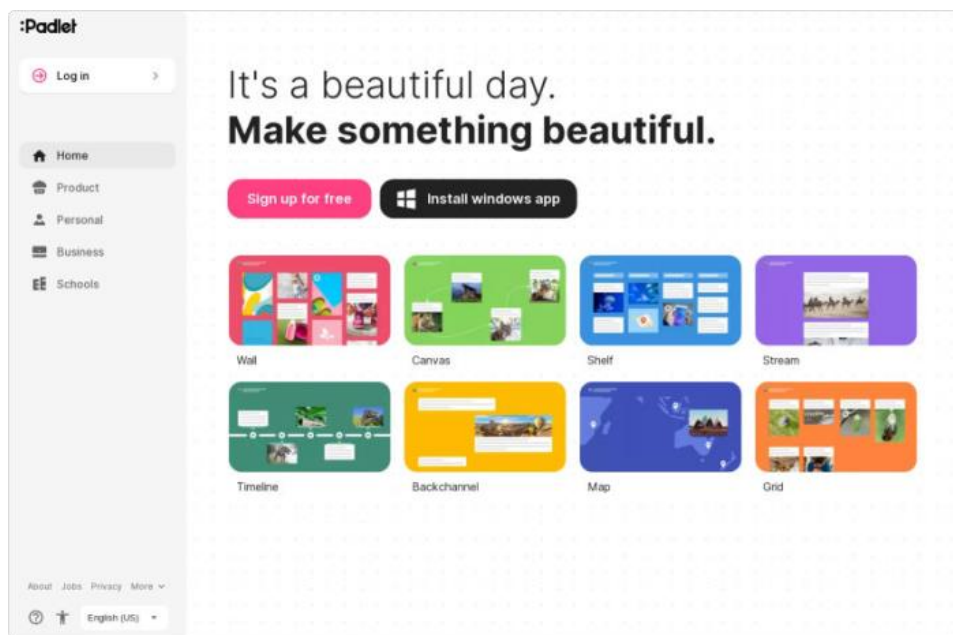 :Padlet
Log in
Home
Product
Personal
Business
Schools
About Jobs Privacy More
English (US)
It's a beautiful day.
Make something beautiful.
Sign up for free
Install windows app
Wall
Canvas
Shelf
Stream
Timeline
Backchannel
Map
Grid